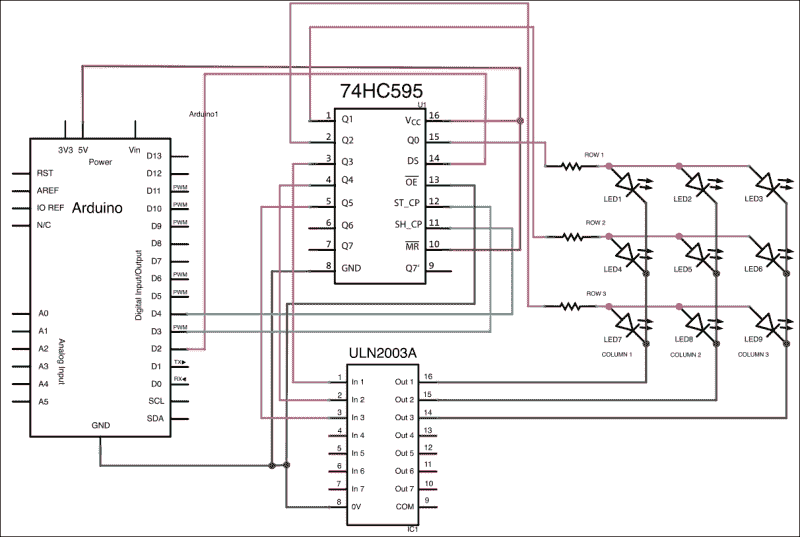 74HC595
U1
1 Q1 VCC 16
2 Q2 Q0 15
3 Q3 DS 14
4 Q4 OE 13
5 Q5 ST_CP 12
6 Q6 SH_CP 11
7 Q7 MR 10
8 GND Q7' 9
Arduino1
3V3 5V Vin
Power
Arduino
Digital Input/Output
Analog Input
RST
AREF
IO REF
N/C
A0
A1
A2
A3
A4
A5
D13
D12
D11 PWM
D10 PWM
D9 PWM
D8
D7
D6 PWM
D5 PWM
D4
D3 PWM
D2
D1 TX
D0 RX
SCL
SDA
GND
ROW 1
LED1 LED2 LED3
ROW 2
LED4 LED5 LED6
ROW 3
LED7 LED8 LED9
COLUMN 1 COLUMN 2 COLUMN 3
ULN2003A
1 In 1 Out 1 16
2 In 2 Out 2 15
3 In 3 Out 3 14
4 In 4 Out 4 13
5 In 5 Out 5 12
6 In 6 Out 6 11
7 In 7 Out 7 10
8 0V COM 9
IC1